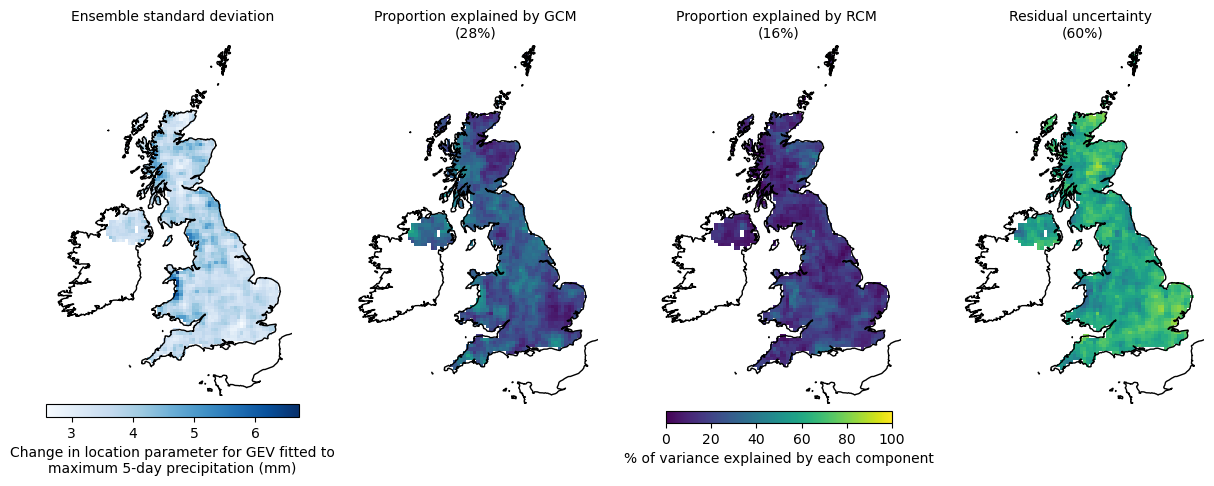 Ensemble standard deviation
Proportion explained by GCM
(28%)
Proportion explained by RCM
(16%)
Residual uncertainty
(60%)
3 4 5 6
Change in location parameter for GEV fitted to
maximum 5-day precipitation (mm)
0 20 40 60 80 100
% of variance explained by each component